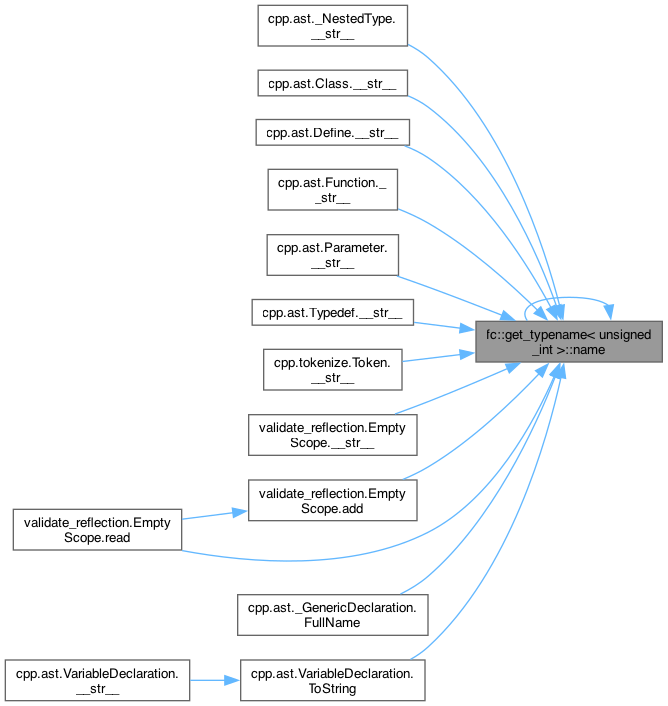 cpp.ast._NestedType.
__str__
cpp.ast.Class.__str__
cpp.ast.Define.__str__
cpp.ast.Function._
_str__
cpp.ast.Parameter.
__str__
cpp.ast.Typedef.__str__
fc::get_typename< unsigned
_int >::name
cpp.tokenize.Token.
__str__
validate_reflection.Empty
Scope.__str__
validate_reflection.Empty
Scope.add
validate_reflection.Empty
Scope.read
cpp.ast._GenericDeclaration.
FullName
cpp.ast.VariableDeclaration.
__str__
cpp.ast.VariableDeclaration.
ToString